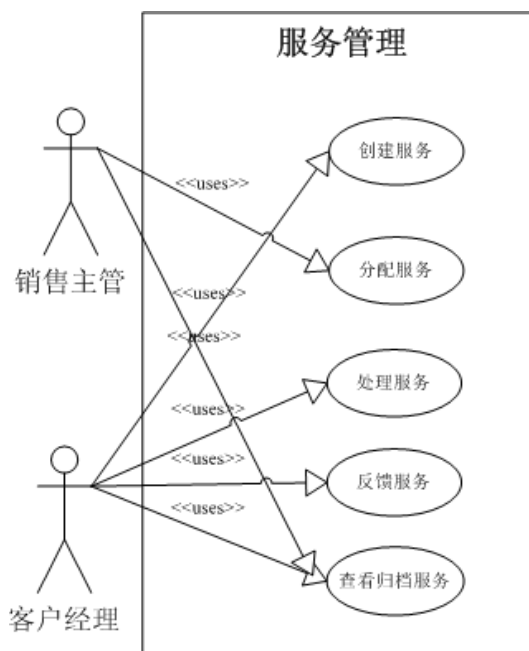 服务管理
创建服务
<<uses>>
分配服务
销售主管
<<uses>>
<<uses>>
处理服务
<<uses>>
<<uses>>
反馈服务
<<uses>>
查看归档服务
客户经理